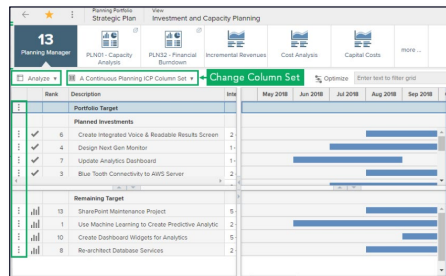 Planning Portfolio
Strategic Plan
View
Investment and Capacity Planning
13
Planning Manager
PLN01 - Capacity Analysis
PLN32 - Financial Burndown
Incremental Revenues
Cost Analysis
Capital Costs
more ...
Analyze
A Continuous Planning ICP Column Set
Change Column Set
Optimize
Enter text to filter grid
Rank Description Inte May 2018 Jun 2018 Jul 2018 Aug 2018 Sep 2018
Portfolio Target
Planned Investments
6 Create Integrated Voice & Readable Results Screen 2
4 Design Next Gen Monitor 1
7 Update Analytics Dashboard 1
3 Blue Tooth Connectivity to AWS Server 2
Remaining Target
13 SharePoint Maintenance Project 5
1 Use Machine Learning to Create Predictive Analytic 2
10 Create Dashboard Widgets for Analytics 5
8 Re-architect Database Services 2